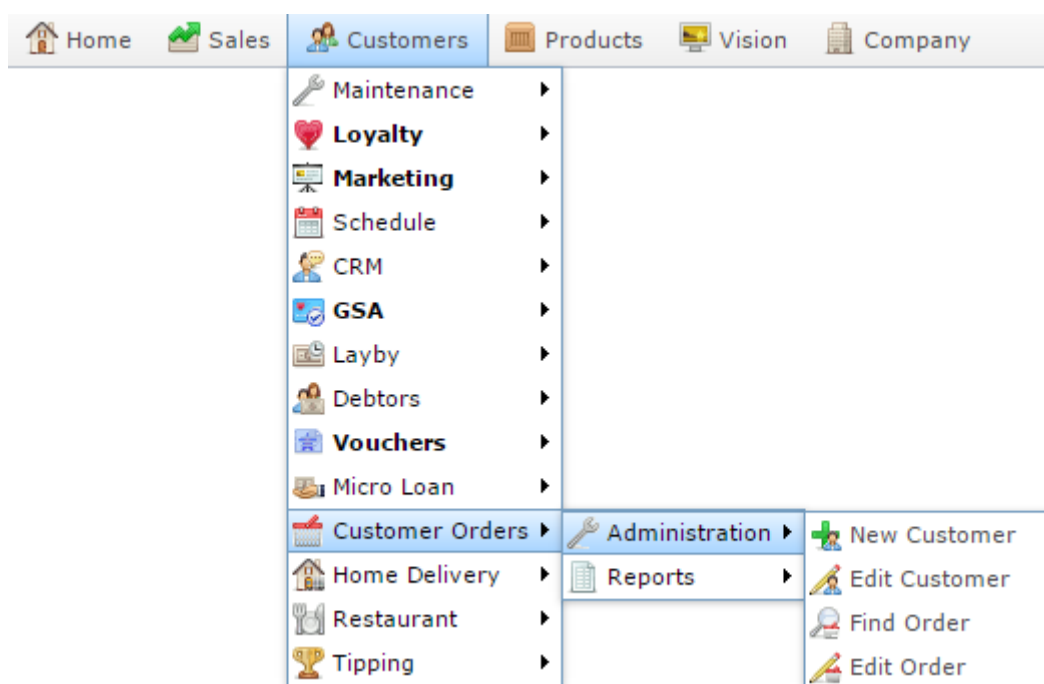 Home Sales Customers Products Vision Company
Maintenance
Loyalty
Marketing
Schedule
CRM
GSA
Layby
Debtors
Vouchers
Micro Loan
Customer Orders Administration New Customer
Home Delivery Reports Edit Customer
Restaurant Find Order
Tipping Edit Order